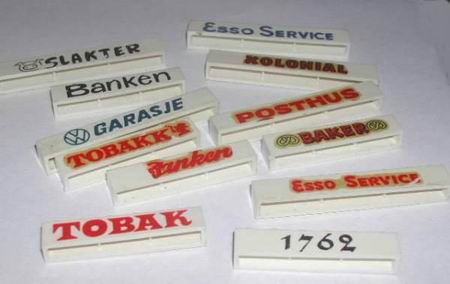 Esso Service
SLAKTER
KOLONIAL
Banken
POSTHUS
GARASJE
BAKER
TOBAKK
Banken
Esso Service
TOBAK
1762